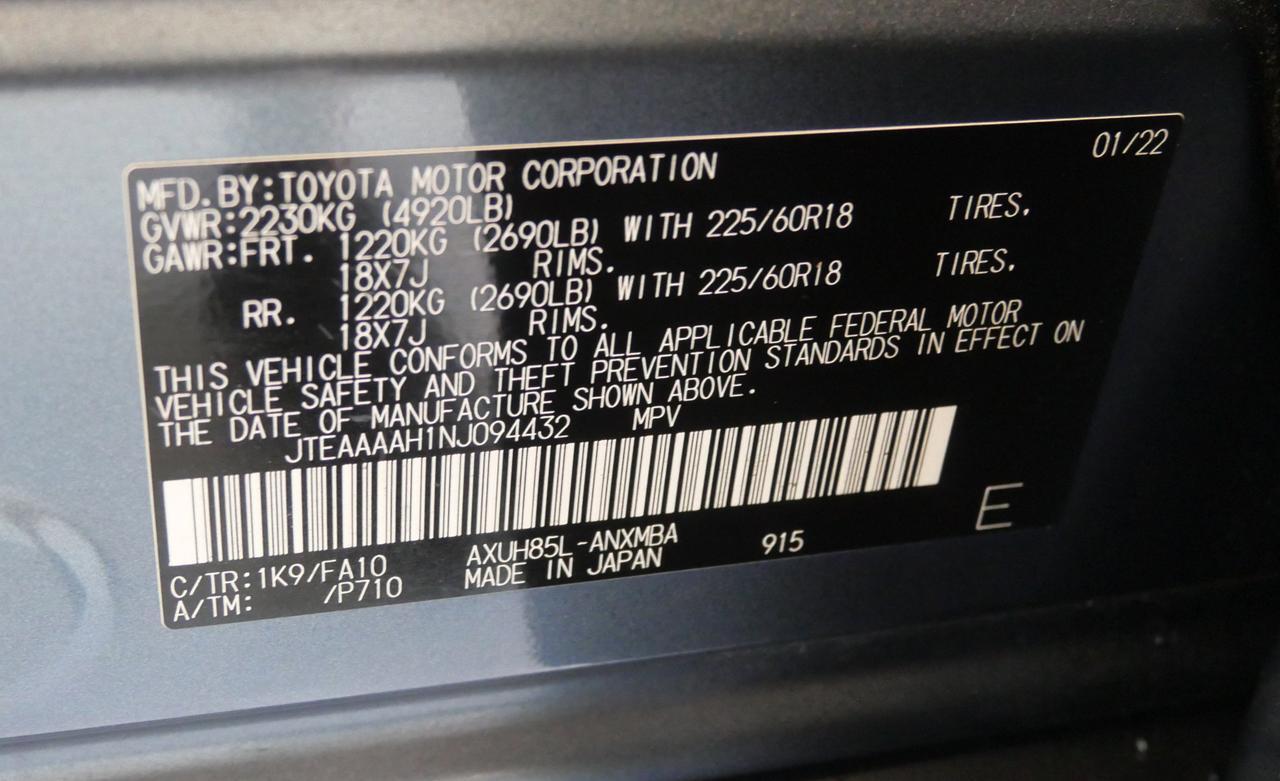 01/22
MFD.BY:TOYOTA MOTOR CORPORATION
GVWR:2230KG (4920LB)
GAWR:FRT. 1220KG (2690LB) WITH 225/60R18 TIRES.
18X7J RIMS.
RR. 1220KG (2690LB) WITH 225/60R18 TIRES.
18X7J RIMS.
THIS VEHICLE CONFORMS TO ALL APPLICABLE FEDERAL MOTOR
VEHICLE SAFETY AND THEFT PREVENTION STANDARDS IN EFFECT ON
THE DATE OF MANUFACTURE SHOWN ABOVE.
JTEAAAAH1NJ094432 MPV
E
C/TR:1K9/FA10 AXUH85L-ANXMBA 915
A/TM: /P710 MADE IN JAPAN